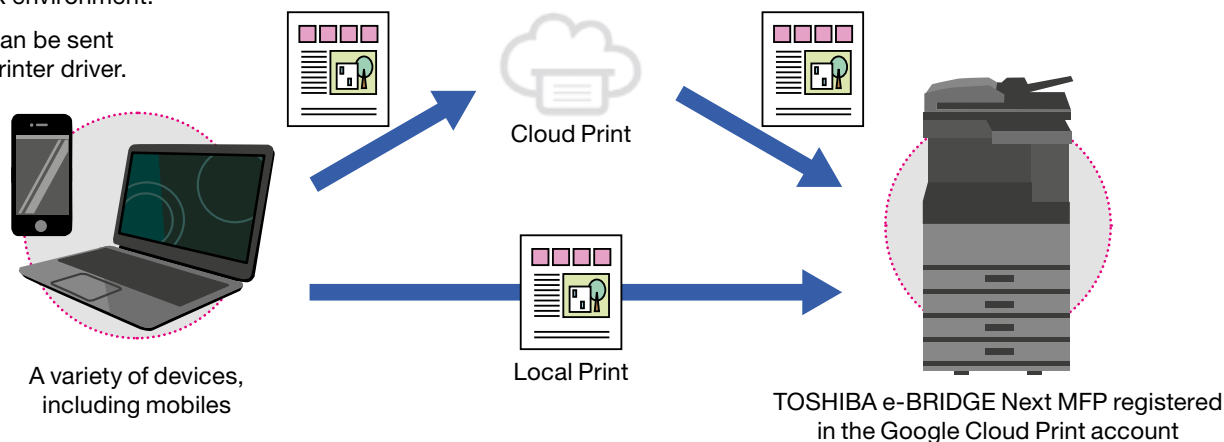 environment.
an be sent
rinter driver.
Cloud Print
Local Print
A variety of devices,
including mobiles
TOSHIBA e-BRIDGE Next MFP registered
in the Google Cloud Print account